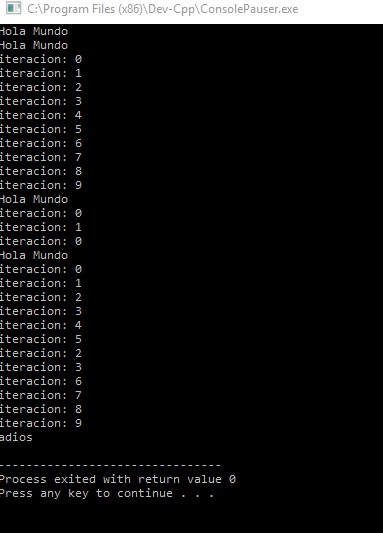 C:\Program Files (x86)\Dev-Cpp\ConsolePauser.exe
Hola Mundo
Hola Mundo
iteracion: 0
iteracion: 1
iteracion: 2
iteracion: 3
iteracion: 4
iteracion: 5
iteracion: 6
iteracion: 7
iteracion: 8
iteracion: 9
Hola Mundo
iteracion: 0
iteracion: 1
iteracion: 0
Hola Mundo
iteracion: 0
iteracion: 1
iteracion: 2
iteracion: 3
iteracion: 4
iteracion: 5
iteracion: 2
iteracion: 3
iteracion: 6
iteracion: 7
iteracion: 8
iteracion: 9
adios
--------------------------------
Process exited with return value 0
Press any key to continue . . .